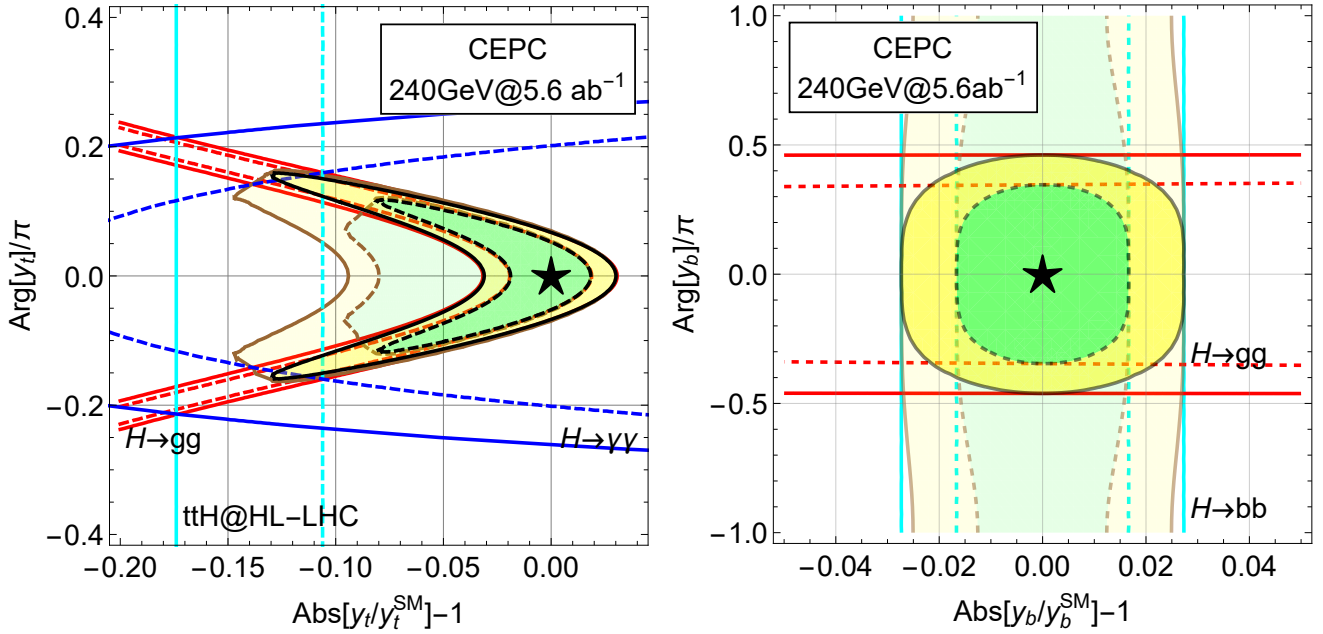 CEPC
240GeV@5.6 ab⁻¹
0.4
0.2
0.0
−0.2
−0.4
Arg[y_t]/π
H→gg
H→γγ
ttH@HL−LHC
−0.20
−0.15
−0.10
−0.05
0.00
Abs[y_t/y_t^SM]−1
CEPC
240GeV@5.6ab⁻¹
1.0
0.5
0.0
−0.5
−1.0
Arg[y_b]/π
H→gg
H→bb
−0.04
−0.02
0.00
0.02
0.04
Abs[y_b/y_b^SM]−1